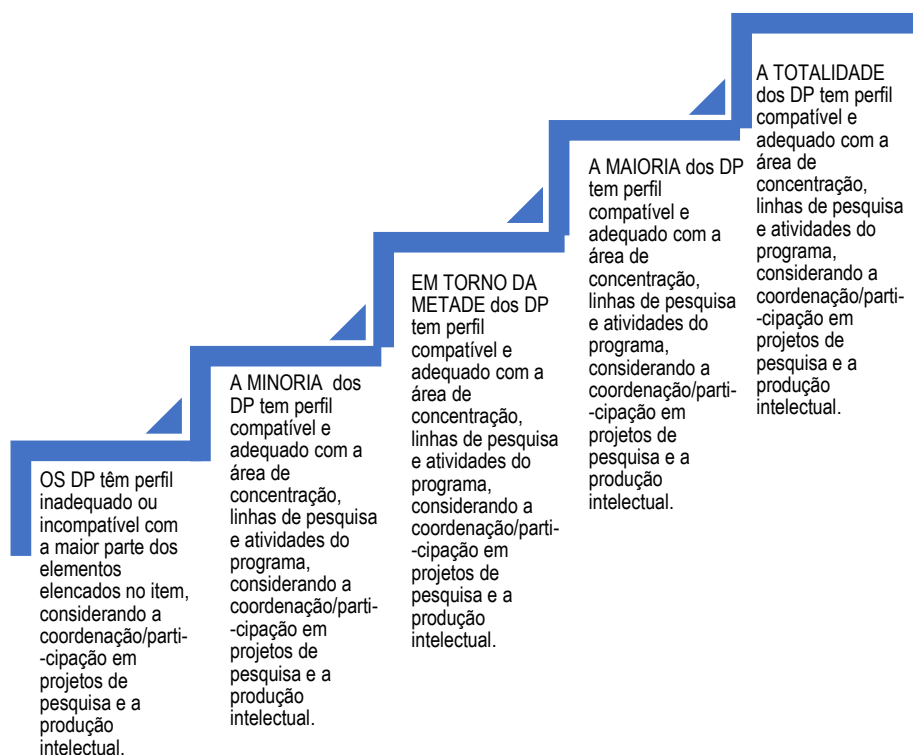 OS DP têm perfil
inadequado ou
incompatível com
a maior parte dos
elementos
elencados no item,
considerando a
coordenação/parti-
-cipação em
projetos de
pesquisa e a
produção
intelectual.
A MINORIA dos
DP tem perfil
compatível e
adequado com a
área de
concentração,
linhas de pesquisa
e atividades do
programa,
considerando a
coordenação/parti-
-cipação em
projetos de
pesquisa e a
produção
intelectual.
EM TORNO DA
METADE dos DP
tem perfil
compatível e
adequado com a
área de
concentração,
linhas de pesquisa
e atividades do
programa,
considerando a
coordenação/parti-
-cipação em
projetos de
pesquisa e a
produção
intelectual.
A MAIORIA dos DP
tem perfil
compatível e
adequado com a
área de
concentração,
linhas de pesquisa
e atividades do
programa,
considerando a
coordenação/parti-
-cipação em
projetos de
pesquisa e a
produção
intelectual.
A TOTALIDADE
dos DP tem perfil
compatível e
adequado com a
área de
concentração,
linhas de pesquisa
e atividades do
programa,
considerando a
coordenação/parti-
-cipação em
projetos de
pesquisa e a
produção
intelectual.